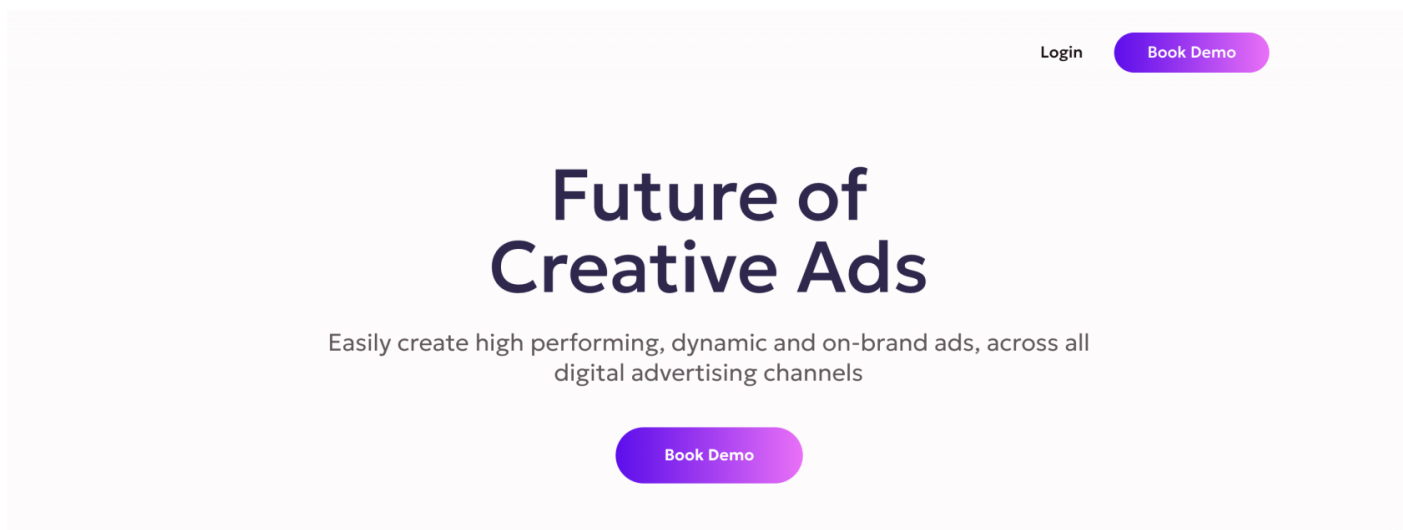 Login
Book Demo
Future of
Creative Ads
Easily create high performing, dynamic and on-brand ads, across all
digital advertising channels
Book Demo